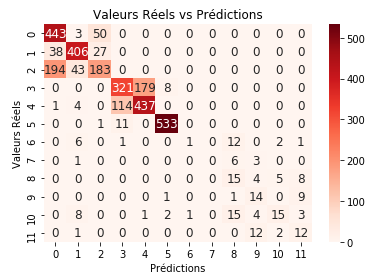 Valeurs Réels vs Prédictions
0 443 3 50 0 0 0 0 0 0 0 0 0
1 38 406 27 0 0 0 0 0 0 0 0 0
2 194 43 183 0 0 0 0 0 0 0 0 0
3 0 0 0 321 179 8 0 0 0 0 0 0
4 1 4 0 114 437 0 0 0 0 0 0 0
5 0 0 1 11 0 533 0 0 0 0 0 0
6 0 6 0 1 0 1 0 0 12 0 2 1
7 0 1 0 0 0 0 0 0 6 3 0 0
8 0 0 0 0 0 0 0 0 15 4 5 8
9 0 0 0 0 0 1 0 0 1 14 0 9
10 0 8 0 0 1 2 1 0 15 4 15 3
11 0 1 0 0 0 0 0 0 0 12 2 12
0 1 2 3 4 5 6 7 8 9 10 11
Valeurs Réels
Prédictions
500
400
300
200
100
0